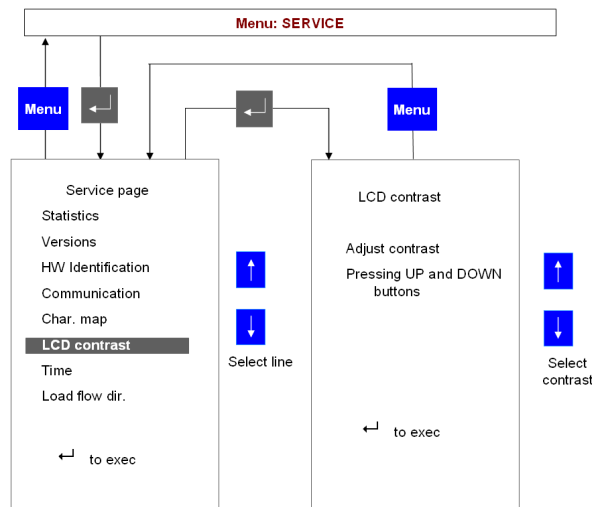 Menu: SERVICE
Menu
Menu
Service page
Statistics
Versions
HW Identification
Communication
Char. map
LCD contrast
Time
Load flow dir.
↵ to exec
Select line
LCD contrast
Adjust contrast
Pressing UP and DOWN
buttons
↵ to exec
Select
contrast